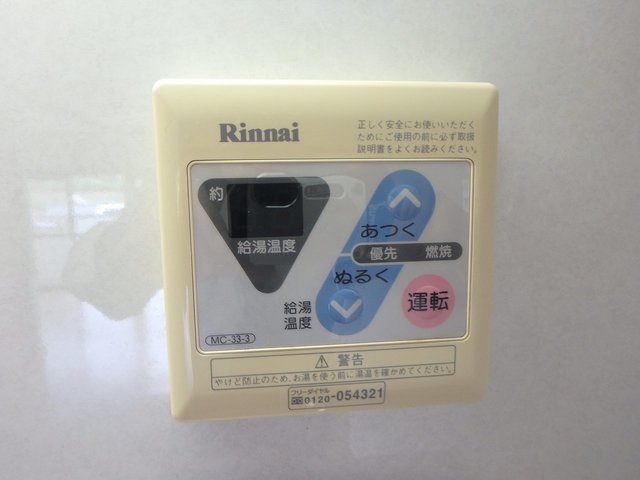 Rinnai
正しく安全にお使いいただく
ためにご使用の前に必ず取扱
説明書をよくお読みください。
約
給湯温度
あつく
優先 燃焼
ぬるく
給湯
温度
運転
MC-33-3
⚠ 警告
やけど防止のため、お湯を使う前に湯温を確かめてください。
フリーダイヤル
0120-054321